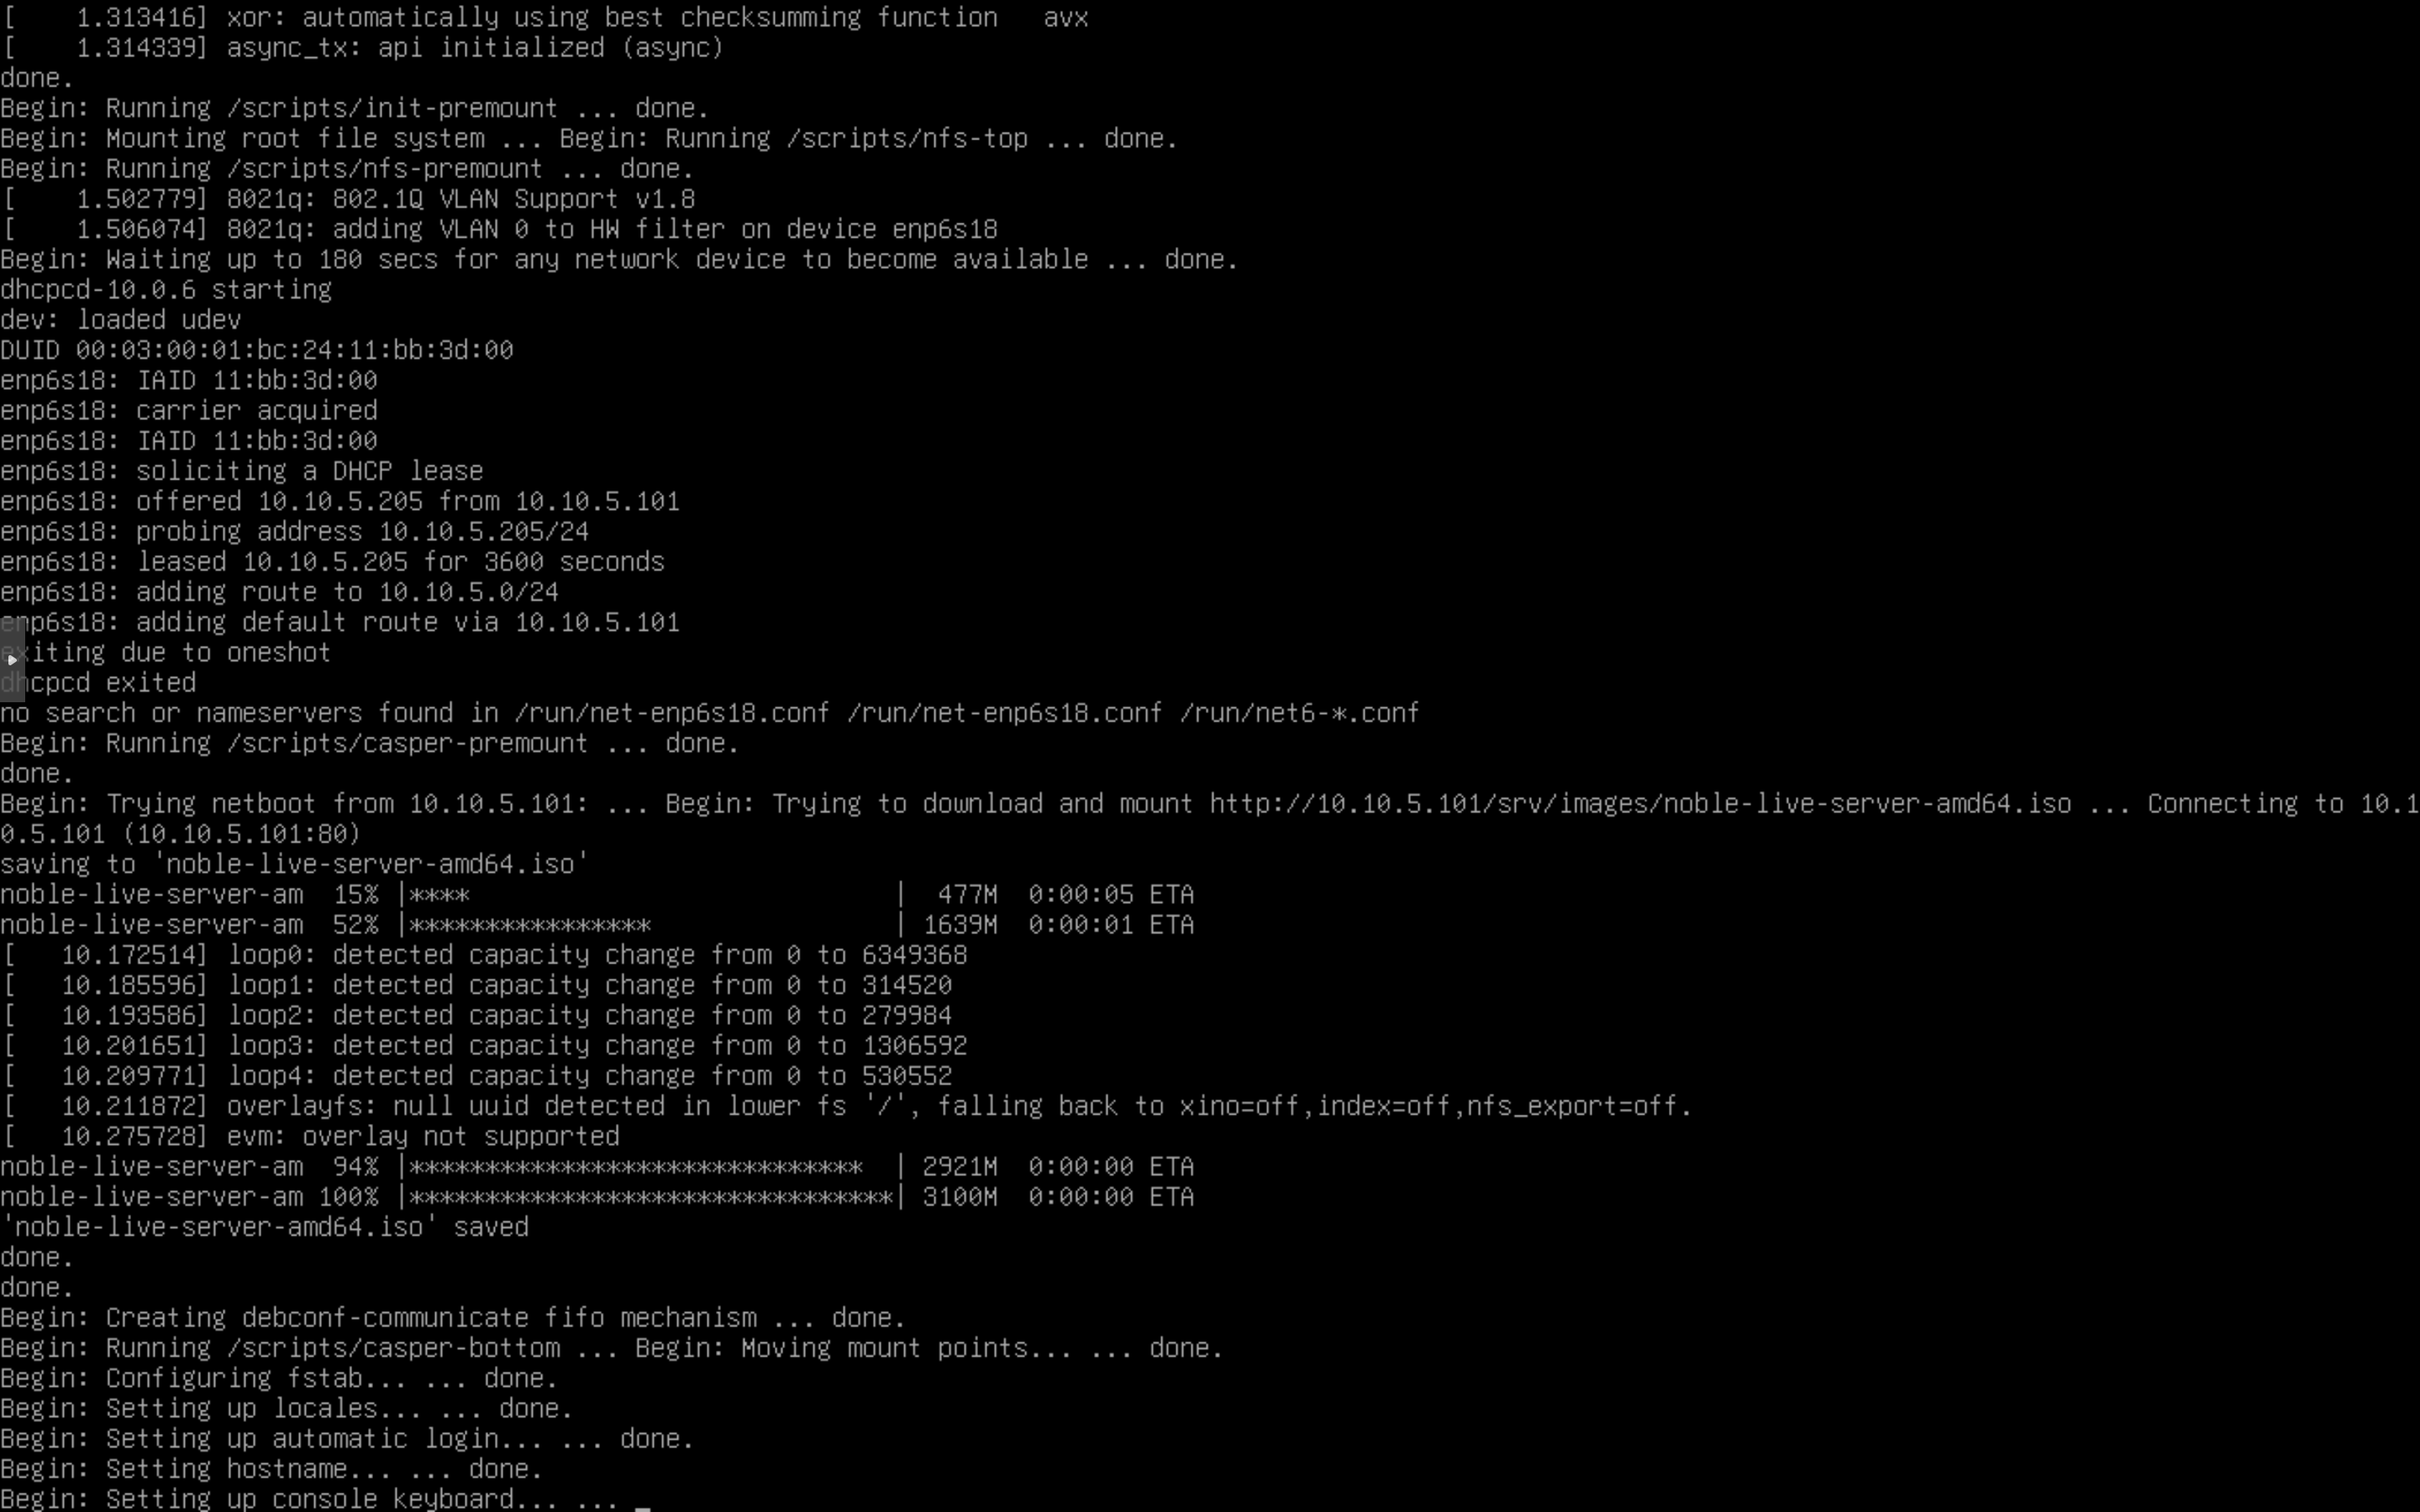 [    1.313416] xor: automatically using best checksumming function   avx
[    1.314339] async_tx: api initialized (async)
done.
Begin: Running /scripts/init-premount ... done.
Begin: Mounting root file system ... Begin: Running /scripts/nfs-top ... done.
Begin: Running /scripts/nfs-premount ... done.
[    1.502779] 8021q: 802.1Q VLAN Support v1.8
[    1.506074] 8021q: adding VLAN 0 to HW filter on device enp6s18
Begin: Waiting up to 180 secs for any network device to become available ... done.
dhcpcd-10.0.6 starting
dev: loaded udev
DUID 00:03:00:01:bc:24:11:bb:3d:00
enp6s18: IAID 11:bb:3d:00
enp6s18: carrier acquired
enp6s18: IAID 11:bb:3d:00
enp6s18: soliciting a DHCP lease
enp6s18: offered 10.10.5.205 from 10.10.5.101
enp6s18: probing address 10.10.5.205/24
enp6s18: leased 10.10.5.205 for 3600 seconds
enp6s18: adding route to 10.10.5.0/24
enp6s18: adding default route via 10.10.5.101
exiting due to oneshot
dhcpcd exited
no search or nameservers found in /run/net-enp6s18.conf /run/net-enp6s18.conf /run/net6-*.conf
Begin: Running /scripts/casper-premount ... done.
done.
Begin: Trying netboot from 10.10.5.101: ... Begin: Trying to download and mount http://10.10.5.101/srv/images/noble-live-server-amd64.iso ... Connecting to 10.1
0.5.101 (10.10.5.101:80)
saving to 'noble-live-server-amd64.iso'
noble-live-server-am  15% |****                            |  477M  0:00:05 ETA
noble-live-server-am  52% |****************                | 1639M  0:00:01 ETA
[   10.172514] loop0: detected capacity change from 0 to 6349368
[   10.185596] loop1: detected capacity change from 0 to 314520
[   10.193586] loop2: detected capacity change from 0 to 279984
[   10.201651] loop3: detected capacity change from 0 to 1306592
[   10.209771] loop4: detected capacity change from 0 to 530552
[   10.211872] overlayfs: null uuid detected in lower fs '/', falling back to xino=off,index=off,nfs_export=off.
[   10.275728] evm: overlay not supported
noble-live-server-am  94% |******************************  | 2921M  0:00:00 ETA
noble-live-server-am 100% |********************************| 3100M  0:00:00 ETA
'noble-live-server-amd64.iso' saved
done.
done.
Begin: Creating debconf-communicate fifo mechanism ... done.
Begin: Running /scripts/casper-bottom ... Begin: Moving mount points... ... done.
Begin: Configuring fstab... ... done.
Begin: Setting up locales... ... done.
Begin: Setting up automatic login... ... done.
Begin: Setting hostname... ... done.
Begin: Setting up console keyboard... ... _